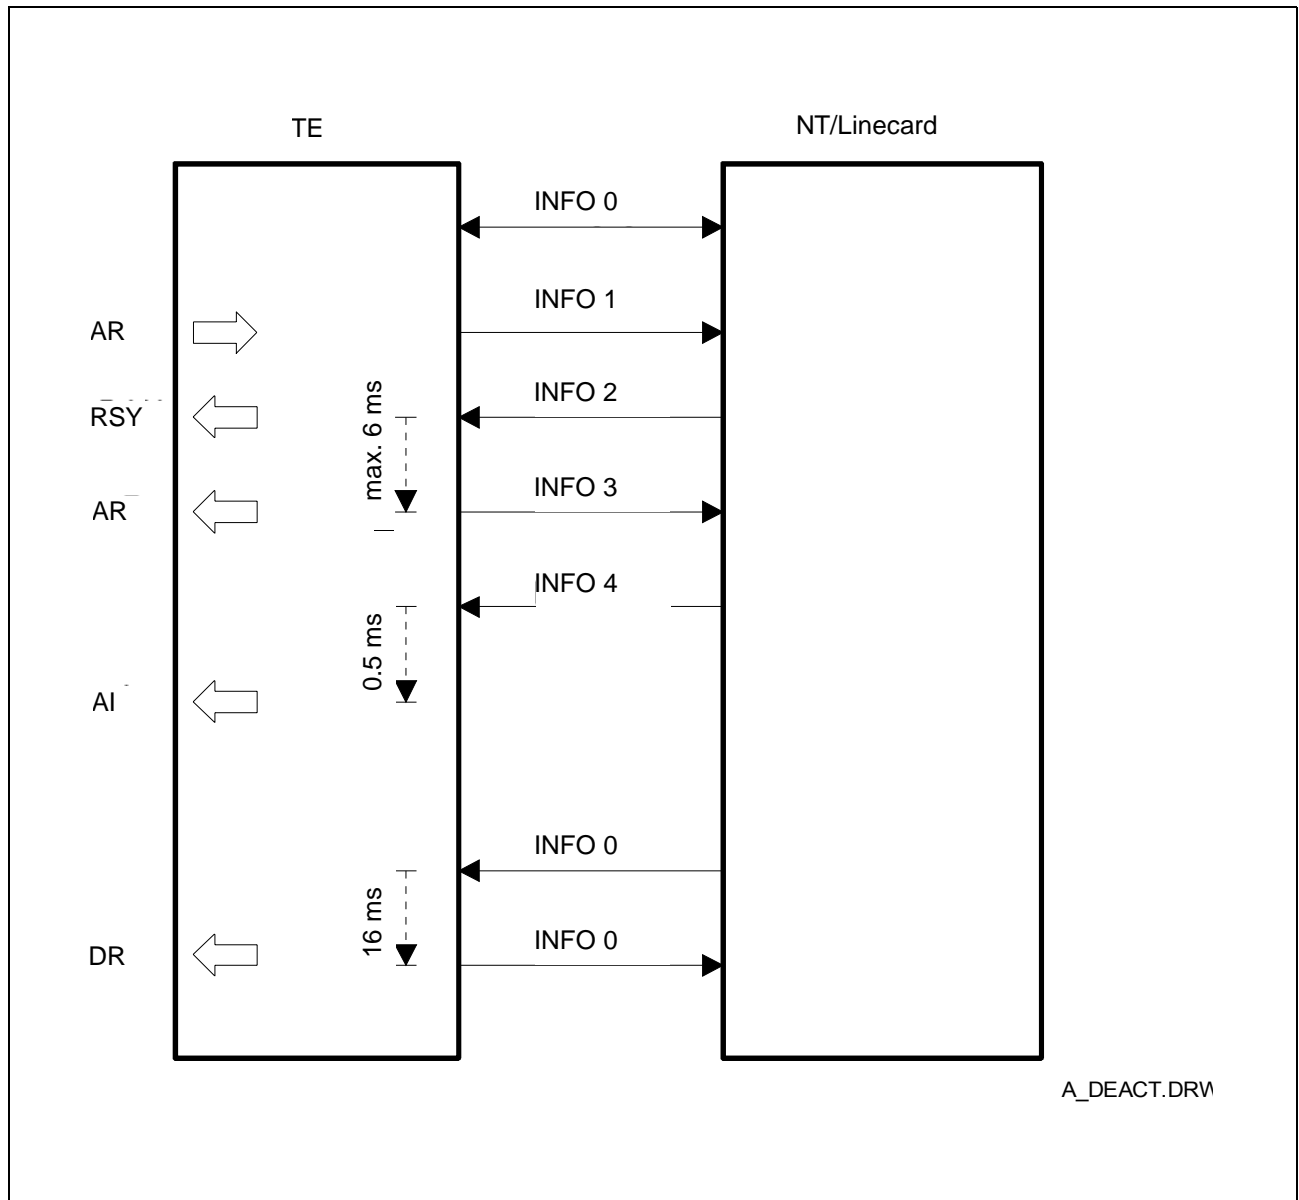 TE
NT/Linecard
INFO 0
INFO 1
AR
INFO 2
RSY
max. 6 ms
INFO 3
AR
INFO 4
0.5 ms
AI
INFO 0
16 ms
INFO 0
DR
A_DEACT.DRW